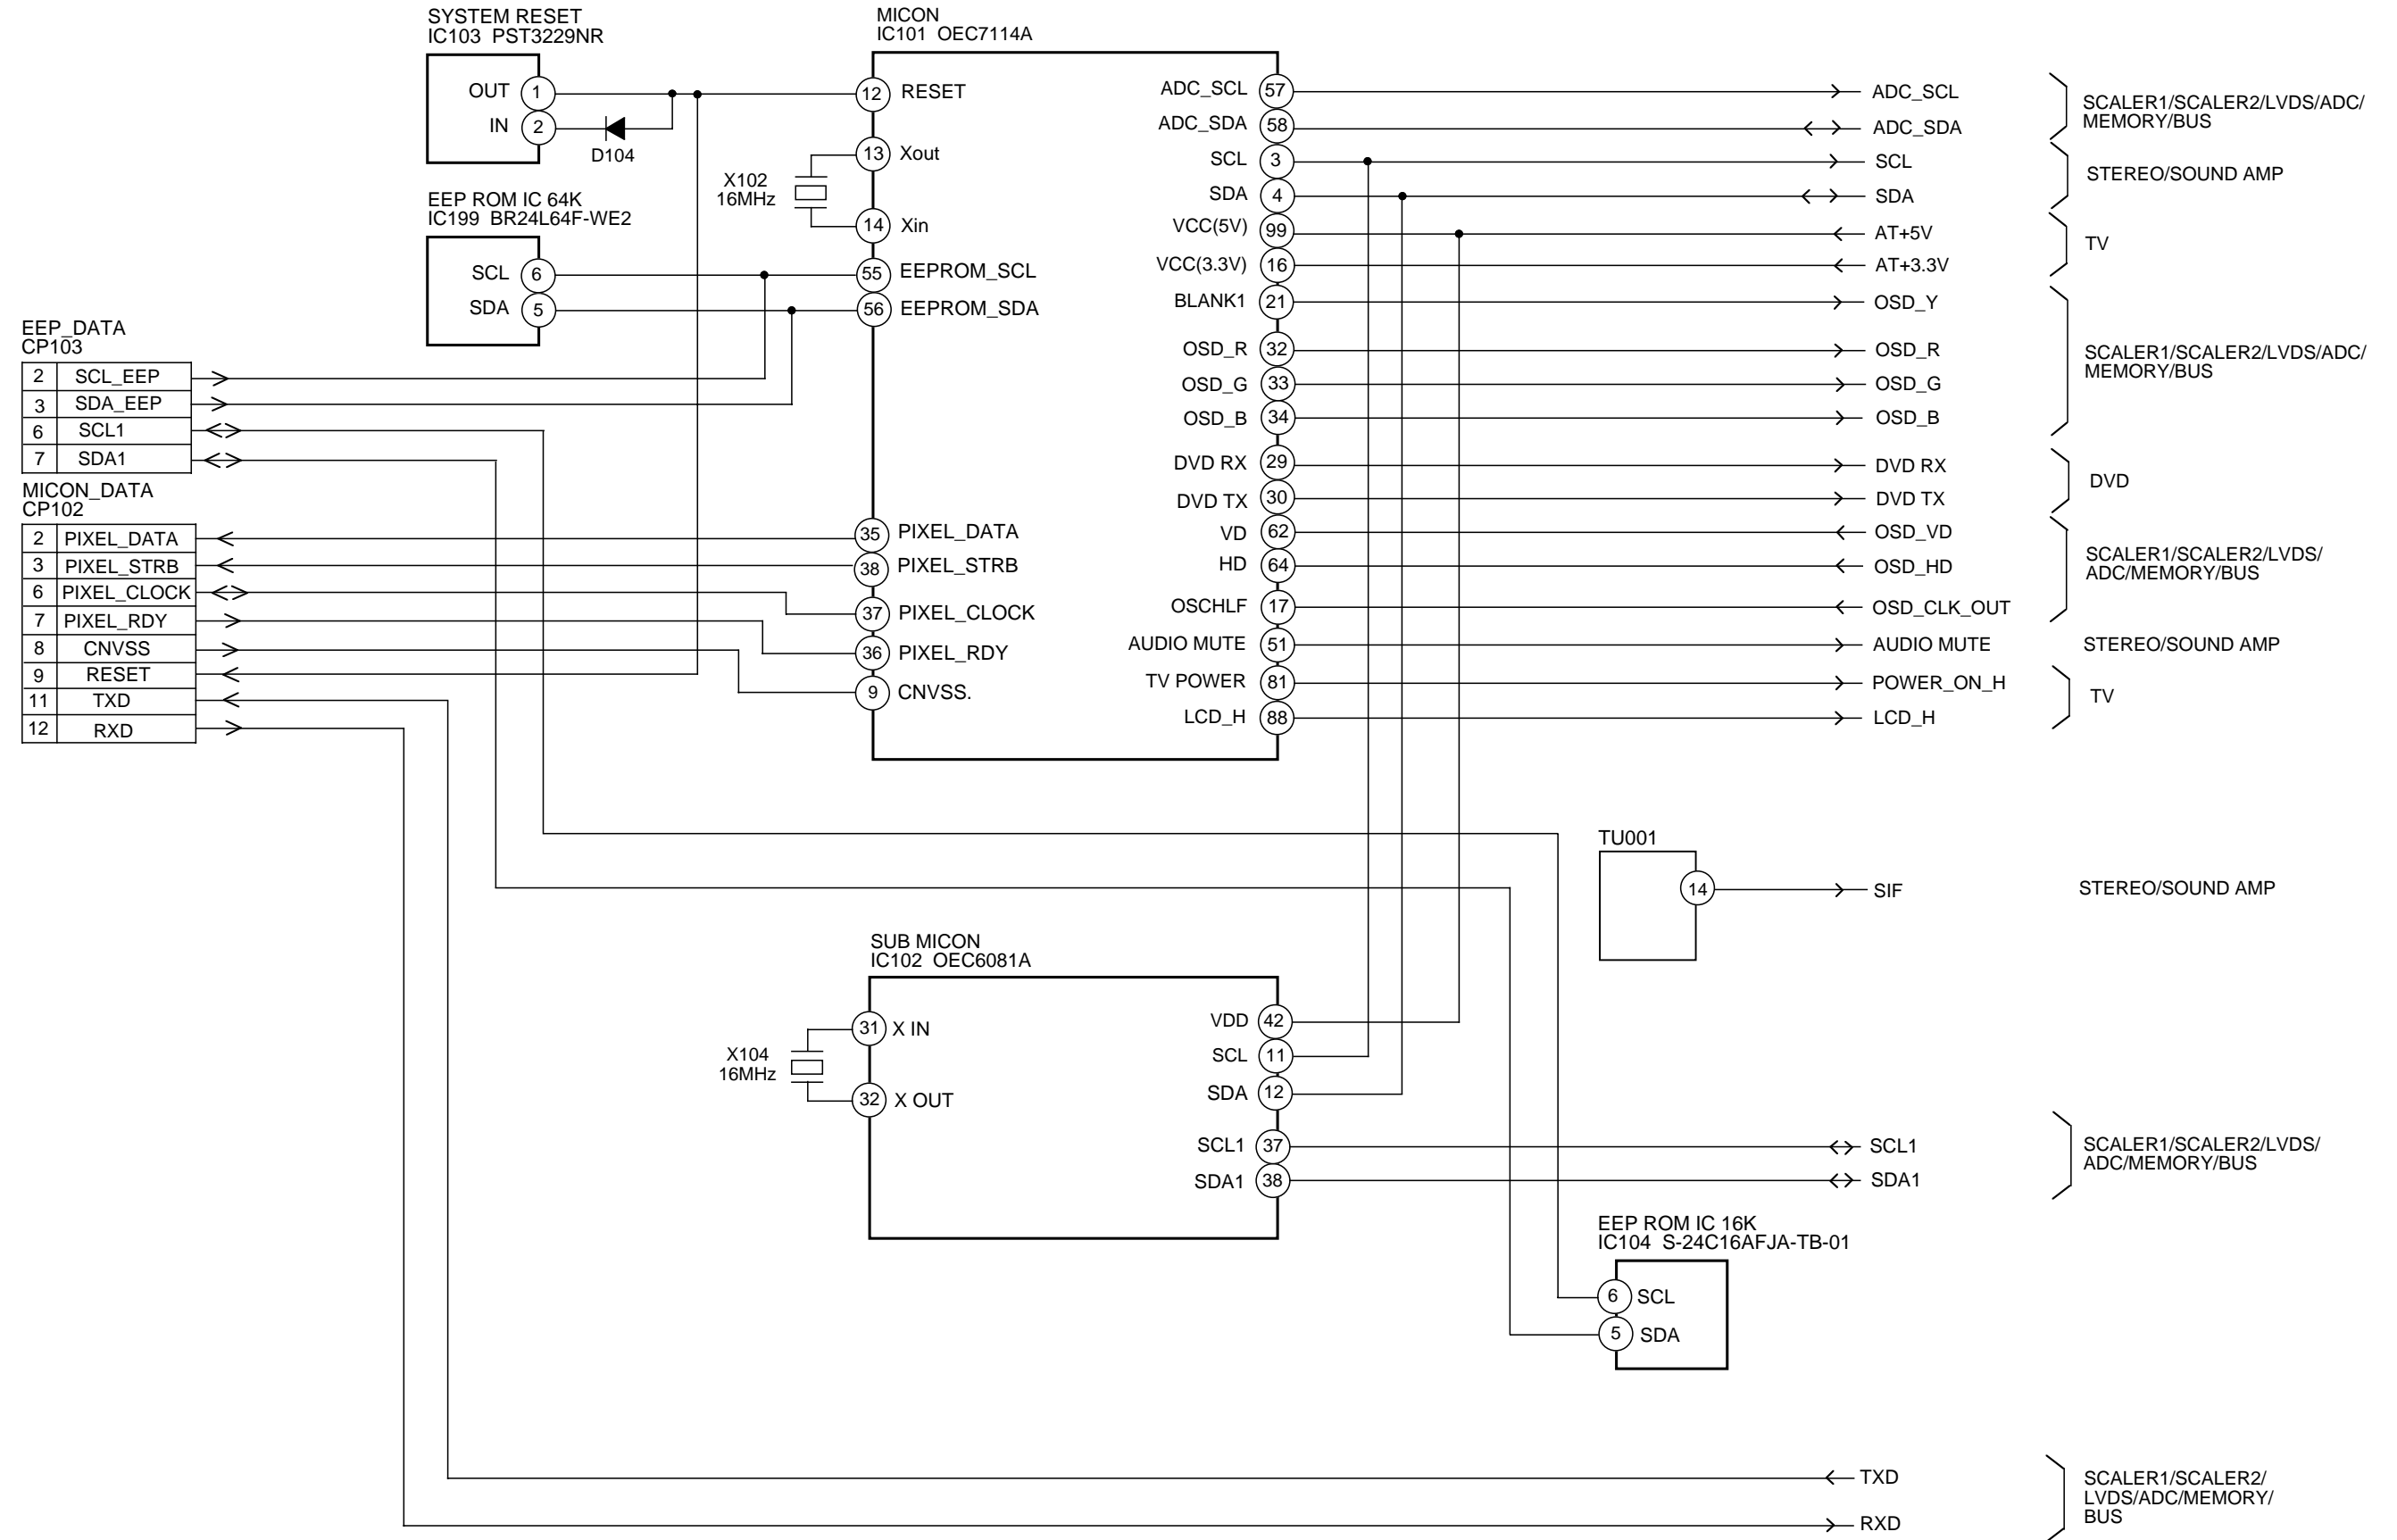 SYSTEM RESET
IC103 PST3229NR
OUT 1
IN 2
D104
EEP ROM IC 64K
IC199 BR24L64F-WE2
SCL 6
SDA 5
EEP_DATA
CP103
2 SCL_EEP
3 SDA_EEP
6 SCL1
7 SDA1
MICON_DATA
CP102
2 PIXEL_DATA
3 PIXEL_STRB
6 PIXEL_CLOCK
7 PIXEL_RDY
8 CNVSS
9 RESET
11 TXD
12 RXD
MICON
IC101 OEC7114A
12 RESET
13 Xout
X102
16MHz
14 Xin
55 EEPROM_SCL
56 EEPROM_SDA
35 PIXEL_DATA
38 PIXEL_STRB
37 PIXEL_CLOCK
36 PIXEL_RDY
9 CNVSS.
ADC_SCL 57 ADC_SCL
ADC_SDA 58 ADC_SDA
SCALER1/SCALER2/LVDS/ADC/
MEMORY/BUS
SCL 3 SCL
SDA 4 SDA
STEREO/SOUND AMP
VCC(5V) 99 AT+5V
VCC(3.3V) 16 AT+3.3V
TV
BLANK1 21 OSD_Y
OSD_R 32 OSD_R
OSD_G 33 OSD_G
OSD_B 34 OSD_B
SCALER1/SCALER2/LVDS/ADC/
MEMORY/BUS
DVD RX 29 DVD RX
DVD TX 30 DVD TX
DVD
VD 62 OSD_VD
HD 64 OSD_HD
OSCHLF 17 OSD_CLK_OUT
SCALER1/SCALER2/LVDS/
ADC/MEMORY/BUS
AUDIO MUTE 51 AUDIO MUTE STEREO/SOUND AMP
TV POWER 81 POWER_ON_H
LCD_H 88 LCD_H
TV
TU001
14 SIF STEREO/SOUND AMP
SUB MICON
IC102 OEC6081A
31 X IN
X104
16MHz
32 X OUT
VDD 42
SCL 11
SDA 12
SCL1 37 SCL1
SDA1 38 SDA1
SCALER1/SCALER2/LVDS/
ADC/MEMORY/BUS
EEP ROM IC 16K
IC104 S-24C16AFJA-TB-01
6 SCL
5 SDA
TXD
RXD
SCALER1/SCALER2/
LVDS/ADC/MEMORY/
BUS